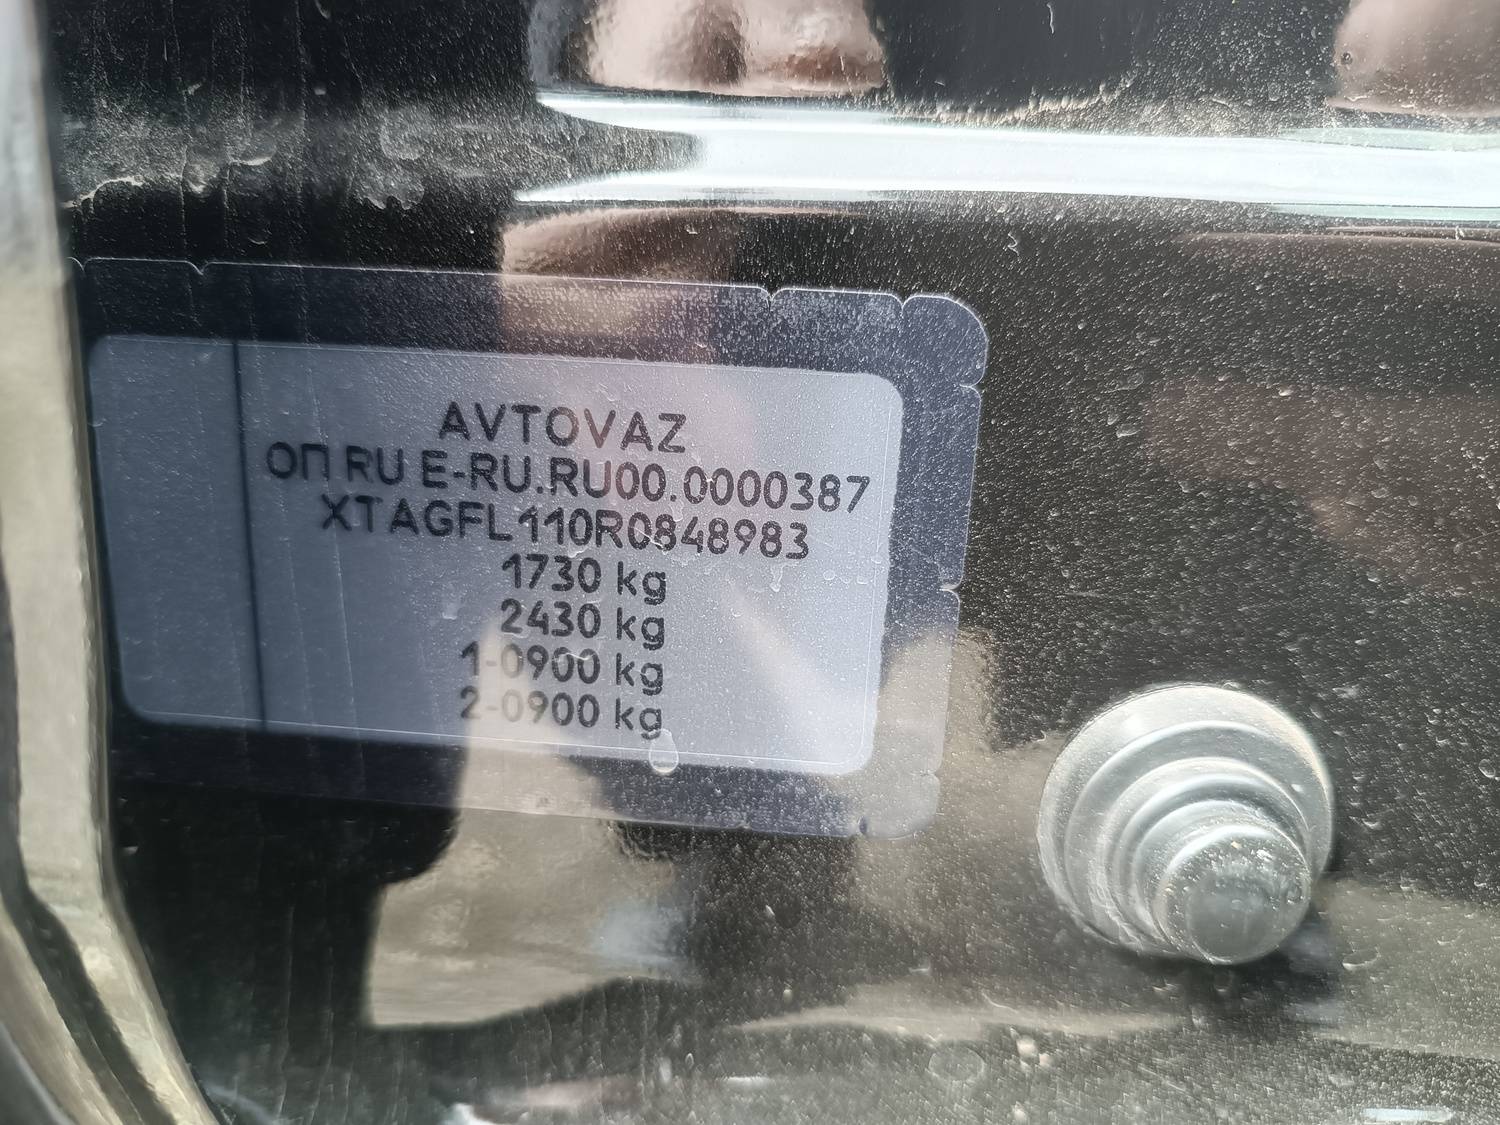 AVTOVAZ
ОП RU E-RU.RU00.0000387
XTAGFL110R0848983
1730 kg
2430 kg
1-0900 kg
2-0900 kg